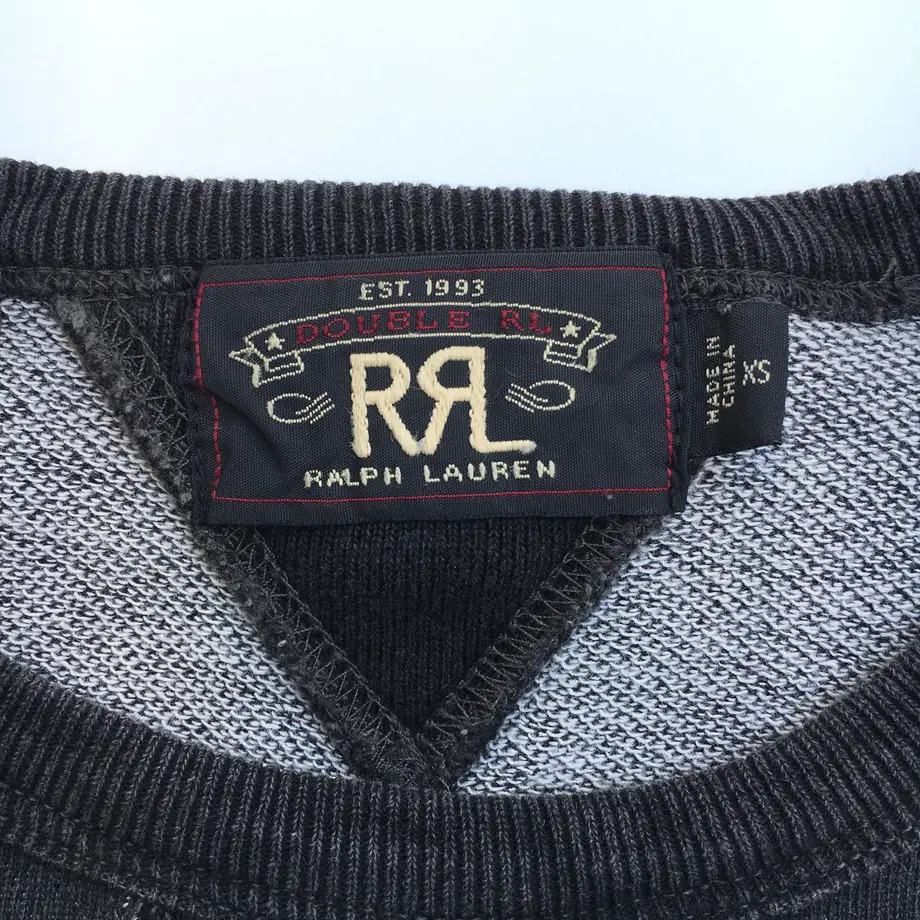 EST. 1993
DOUBLE RL
RRL
RALPH LAUREN
MADE IN
CHINA
XS